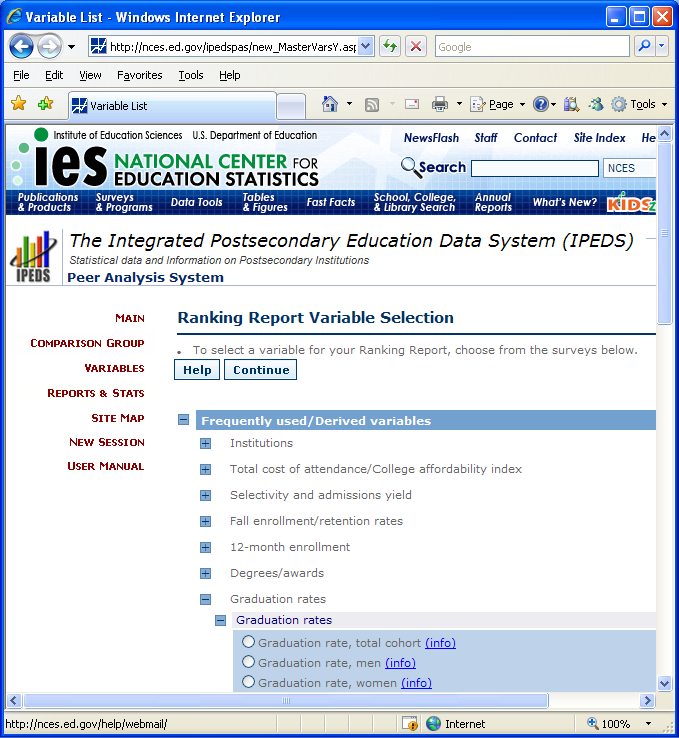 Variable List - Windows Internet Explorer
http://nces.ed.gov/ipedspas/new_MasterVarsY.asp
Google
File Edit View Favorites Tools Help
Variable List
Page Tools
Institute of Education Sciences U.S. Department of Education
NewsFlash Staff Contact Site Index He
ies NATIONAL CENTER FOR
EDUCATION STATISTICS
Search NCES
Publications & Products Surveys & Programs Data Tools Tables & Figures Fast Facts School, College, & Library Search Annual Reports What's New? KIDSZ
The Integrated Postsecondary Education Data System (IPEDS)
Statistical data and Information on Postsecondary Institutions
IPEDS
Peer Analysis System
MAIN
COMPARISON GROUP
VARIABLES
REPORTS & STATS
SITE MAP
NEW SESSION
USER MANUAL
Ranking Report Variable Selection
• To select a variable for your Ranking Report, choose from the surveys below.
Help Continue
Frequently used/Derived variables
Institutions
Total cost of attendance/College affordability index
Selectivity and admissions yield
Fall enrollment/retention rates
12-month enrollment
Degrees/awards
Graduation rates
Graduation rates
Graduation rate, total cohort (info)
Graduation rate, men (info)
Graduation rate, women (info)
http://nces.ed.gov/help/webmail/ Internet 100%